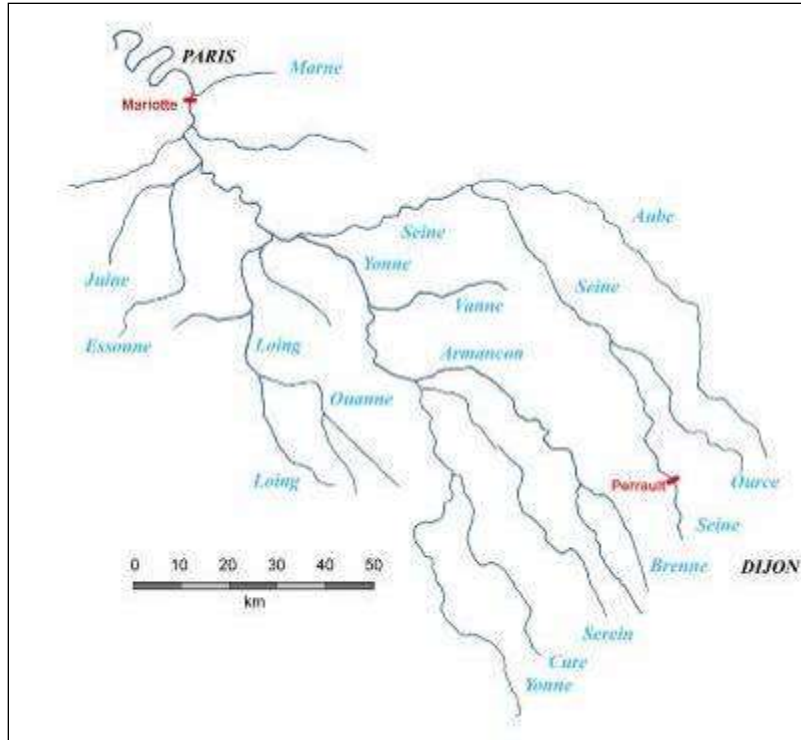 PARIS
Marne
Mariotte
Aube
Seine
Yonne
Juine
Seine
Vanne
Essonne
Loing
Armancon
Ouanne
Loing
Perrault
Ource
Seine
0 10 20 30 40 50
km
Brenne
DIJON
Serein
Cure
Yonne